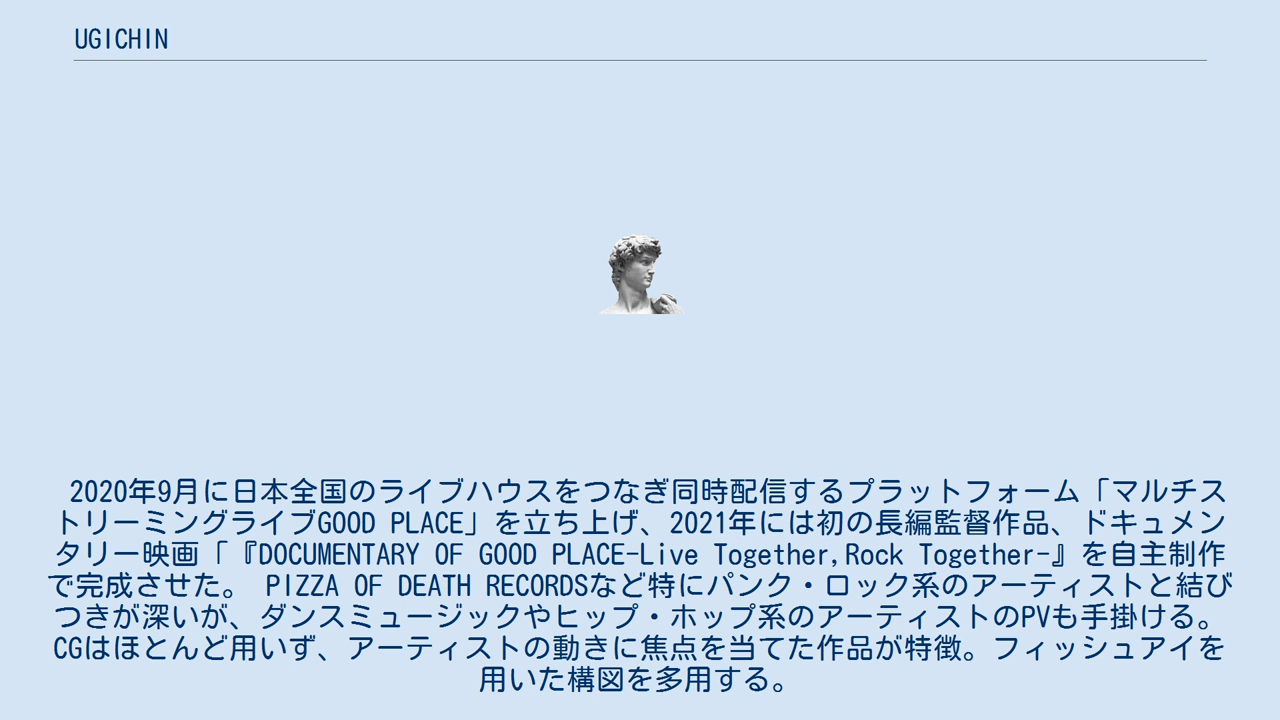 UGICHIN
2020年9月に日本全国のライブハウスをつなぎ同時配信するプラットフォーム「マルチス
トリーミングライブGOOD PLACE」を立ち上げ、2021年には初の長編監督作品、ドキュメン
タリー映画「『DOCUMENTARY OF GOOD PLACE-Live Together,Rock Together-』を自主制作
で完成させた。 PIZZA OF DEATH RECORDSなど特にパンク・ロック系のアーティストと結び
つきが深いが、ダンスミュージックやヒップ・ホップ系のアーティストのPVも手掛ける。
CGはほとんど用いず、アーティストの動きに焦点を当てた作品が特徴。フィッシュアイを
用いた構図を多用する。